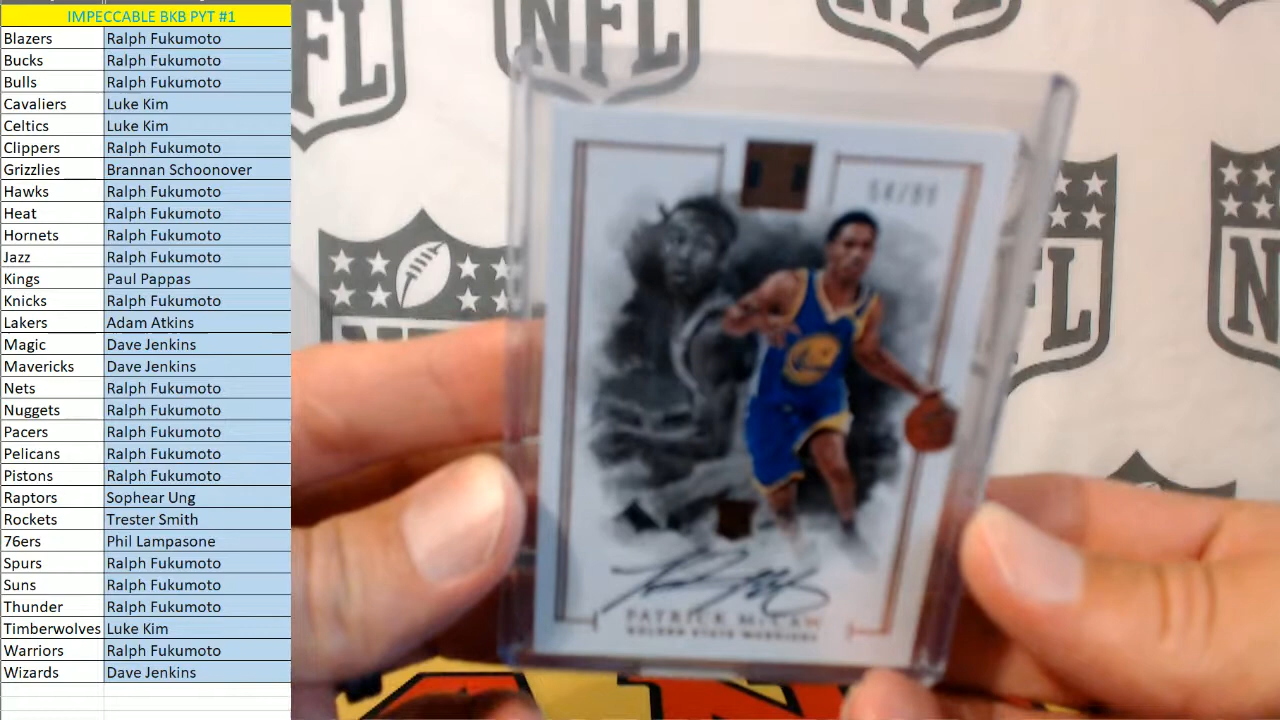 IMPECCABLE BKB PYT #1
Blazers Ralph Fukumoto
Bucks Ralph Fukumoto
Bulls Ralph Fukumoto
Cavaliers Luke Kim
Celtics Luke Kim
Clippers Ralph Fukumoto
Grizzlies Brannan Schoonover
Hawks Ralph Fukumoto
Heat Ralph Fukumoto
Hornets Ralph Fukumoto
Jazz Ralph Fukumoto
Kings Paul Pappas
Knicks Ralph Fukumoto
Lakers Adam Atkins
Magic Dave Jenkins
Mavericks Dave Jenkins
Nets Ralph Fukumoto
Nuggets Ralph Fukumoto
Pacers Ralph Fukumoto
Pelicans Ralph Fukumoto
Pistons Ralph Fukumoto
Raptors Sophear Ung
Rockets Trester Smith
76ers Phil Lampasone
Spurs Ralph Fukumoto
Suns Ralph Fukumoto
Thunder Ralph Fukumoto
Timberwolves Luke Kim
Warriors Ralph Fukumoto
Wizards Dave Jenkins
NFL
NFL
PATRICK McCAW
GOLDEN STATE WARRIORS